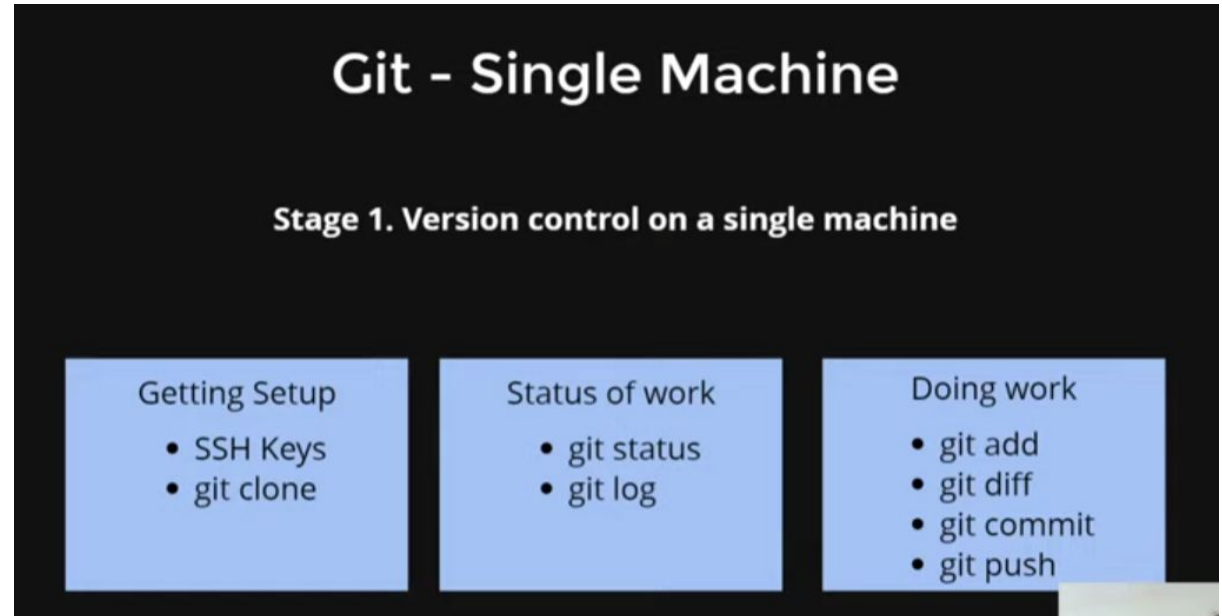 Git - Single Machine
Stage 1. Version control on a single machine
Getting Setup
• SSH Keys
• git clone
Status of work
• git status
• git log
Doing work
• git add
• git diff
• git commit
• git push